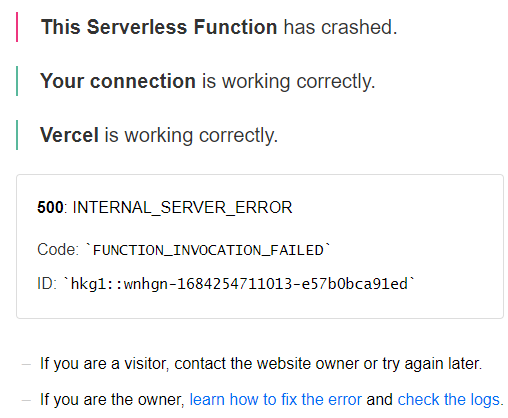 This Serverless Function has crashed.
Your connection is working correctly.
Vercel is working correctly.
500: INTERNAL_SERVER_ERROR
Code: `FUNCTION_INVOCATION_FAILED`
ID: `hkg1::wnhgn-1684254711013-e57b0bca91ed`
– If you are a visitor, contact the website owner or try again later.
– If you are the owner, learn how to fix the error and check the logs.